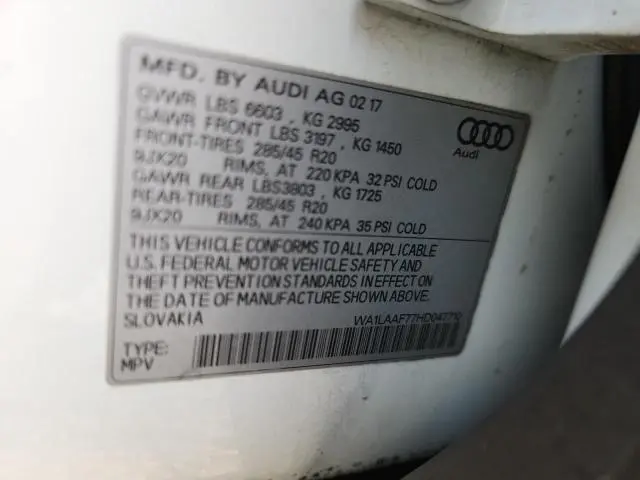 MFD. BY AUDI AG 02 17
GVWR LBS 6603 , KG 2995
GAWR FRONT LBS 3197 , KG 1450
FRONT-TIRES 285/45 R20
9JX20 RIMS, AT 220 KPA 32 PSI COLD
GAWR REAR LBS3803 , KG 1725
REAR-TIRES 285/45 R20
9JX20 RIMS, AT 240 KPA 35 PSI COLD
Audi
THIS VEHICLE CONFORMS TO ALL APPLICABLE
U.S. FEDERAL MOTOR VEHICLE SAFETY AND
THEFT PREVENTION STANDARDS IN EFFECT ON
THE DATE OF MANUFACTURE SHOWN ABOVE.
SLOVAKIA
TYPE:
MPV